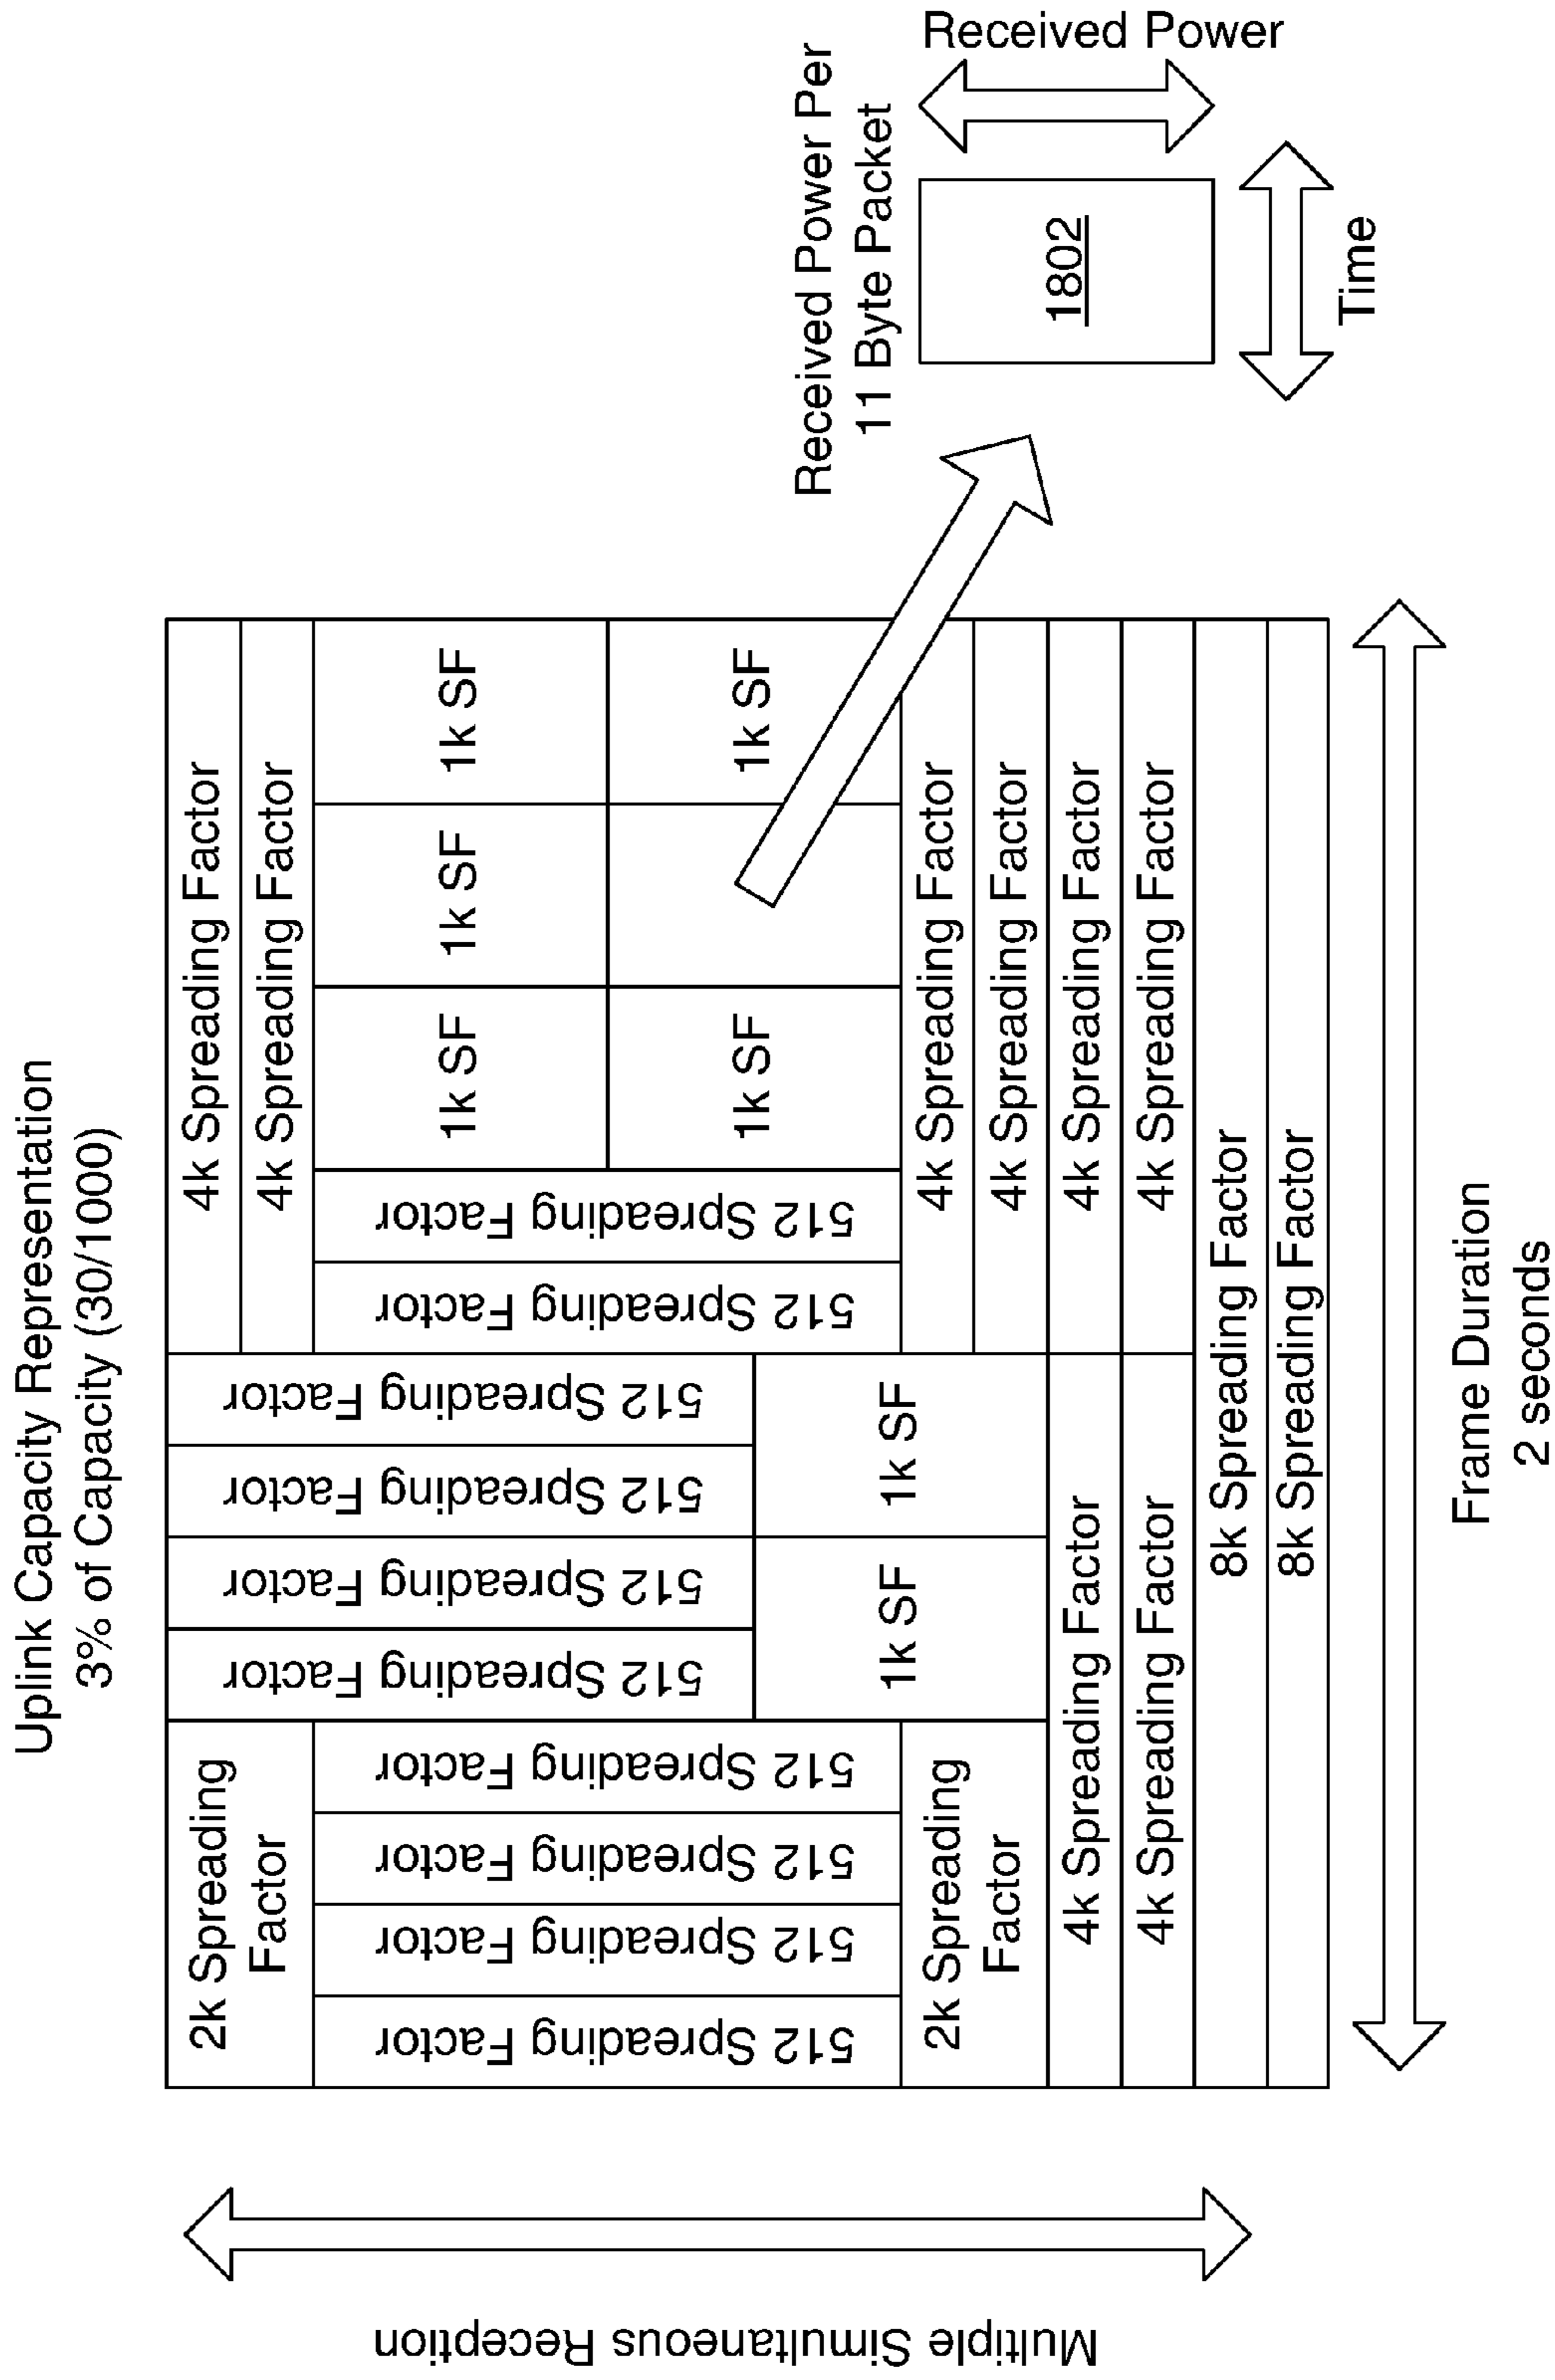 Uplink Capacity Representation
3% of Capacity (30/1000)
Multiple Simultaneous Reception
2k Spreading
Factor
512 Spreading Factor
512 Spreading Factor
512 Spreading Factor
512 Spreading Factor
2k Spreading
Factor
512 Spreading Factor
512 Spreading Factor
512 Spreading Factor
512 Spreading Factor
1k SF
1k SF
4k Spreading Factor
4k Spreading Factor
4k Spreading Factor
4k Spreading Factor
512 Spreading Factor
512 Spreading Factor
1k SF
1k SF
1k SF
1k SF
1k SF
4k Spreading Factor
4k Spreading Factor
4k Spreading Factor
4k Spreading Factor
8k Spreading Factor
8k Spreading Factor
Frame Duration
2 seconds
Received Power Per
11 Byte Packet
1802
Received Power
Time